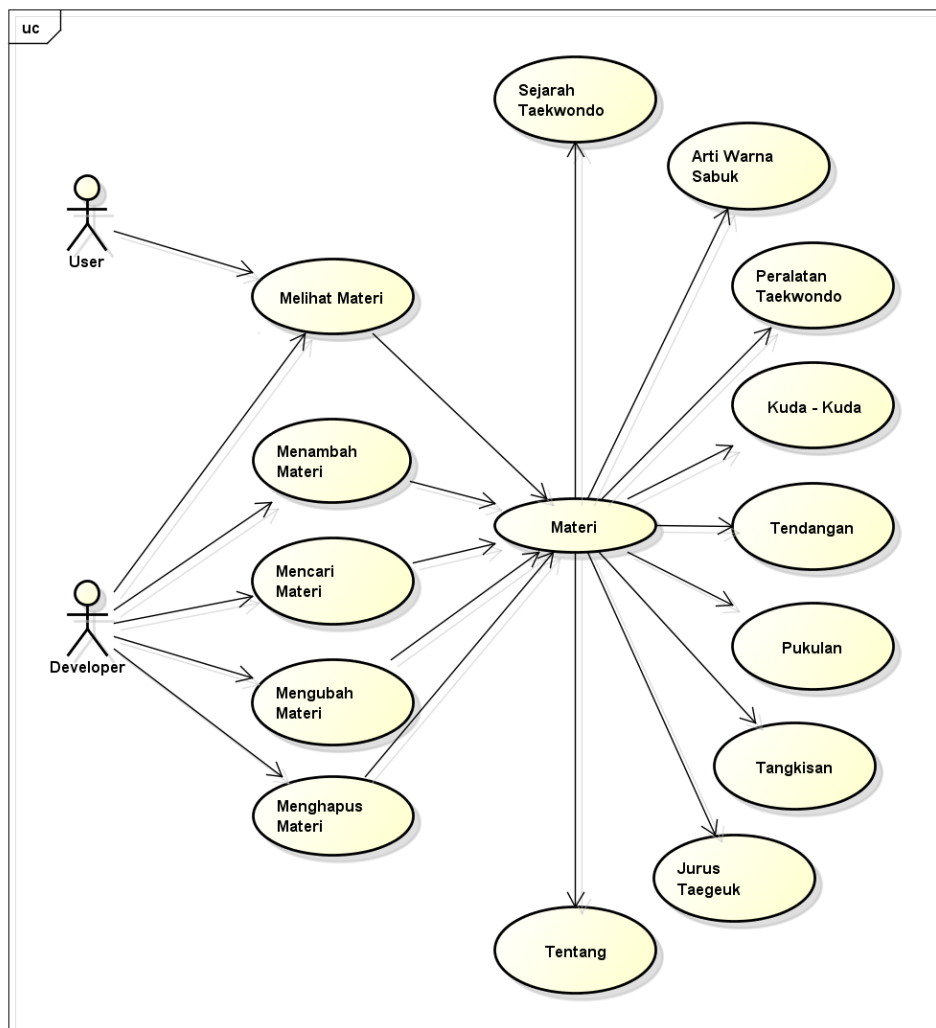 uc
Sejarah
Taekwondo
Arti Warna
Sabuk
User
Melihat Materi
Peralatan
Taekwondo
Kuda - Kuda
Menambah
Materi
Materi
Tendangan
Mencari
Materi
Developer
Pukulan
Mengubah
Materi
Tangkisan
Menghapus
Materi
Jurus
Taegeuk
Tentang